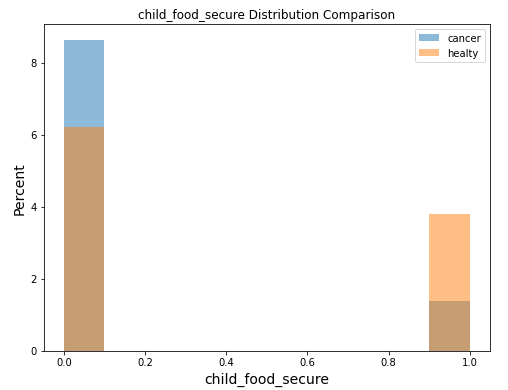 child_food_secure Distribution Comparison
cancer
healty
Percent
8
6
4
2
0
0.0 0.2 0.4 0.6 0.8 1.0
child_food_secure